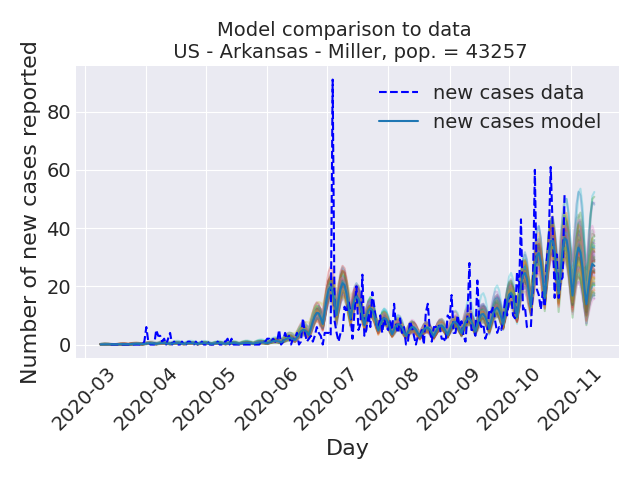 Model comparison to data
US - Arkansas - Miller, pop. = 43257
Number of new cases reported
80
60
40
20
0
new cases data
new cases model
2020-03
2020-04
2020-05
2020-06
2020-07
2020-08
2020-09
2020-10
2020-11
Day